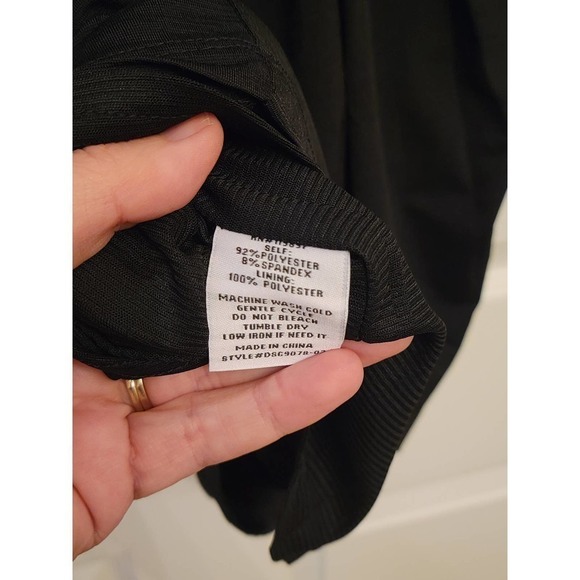 SELF:
92%POLYESTER
8%SPANDEX
LINING:
100% POLYESTER
MACHINE WASH COLD
GENTLE CYCLE
DO NOT BLEACH
TUMBLE DRY
LOW IRON IF NEED IT
MADE IN CHINA